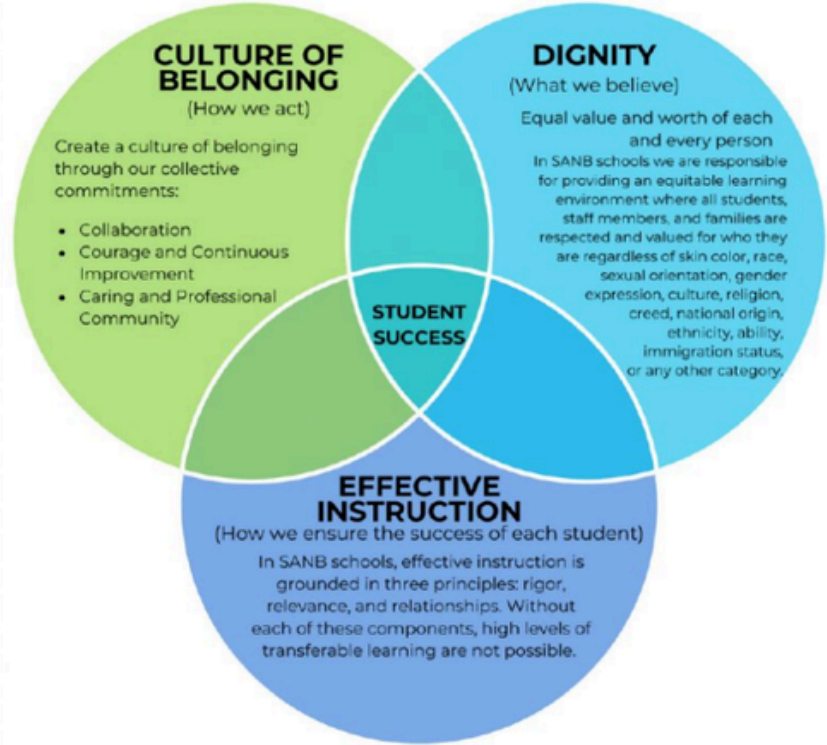 CULTURE OF
BELONGING
(How we act)
Create a culture of belonging
through our collective
commitments:
• Collaboration
• Courage and Continuous
Improvement
• Caring and Professional
Community
DIGNITY
(What we believe)
Equal value and worth of each
and every person
In SANB schools we are responsible
for providing an equitable learning
environment where all students,
staff members, and families are
respected and valued for who they
are regardless of skin color, race,
sexual orientation, gender
expression, culture, religion,
creed, national origin,
ethnicity, ability,
immigration status,
or any other category.
STUDENT
SUCCESS
EFFECTIVE
INSTRUCTION
(How we ensure the success of each student)
In SANB schools, effective instruction is
grounded in three principles: rigor,
relevance, and relationships. Without
each of these components, high levels of
transferable learning are not possible.